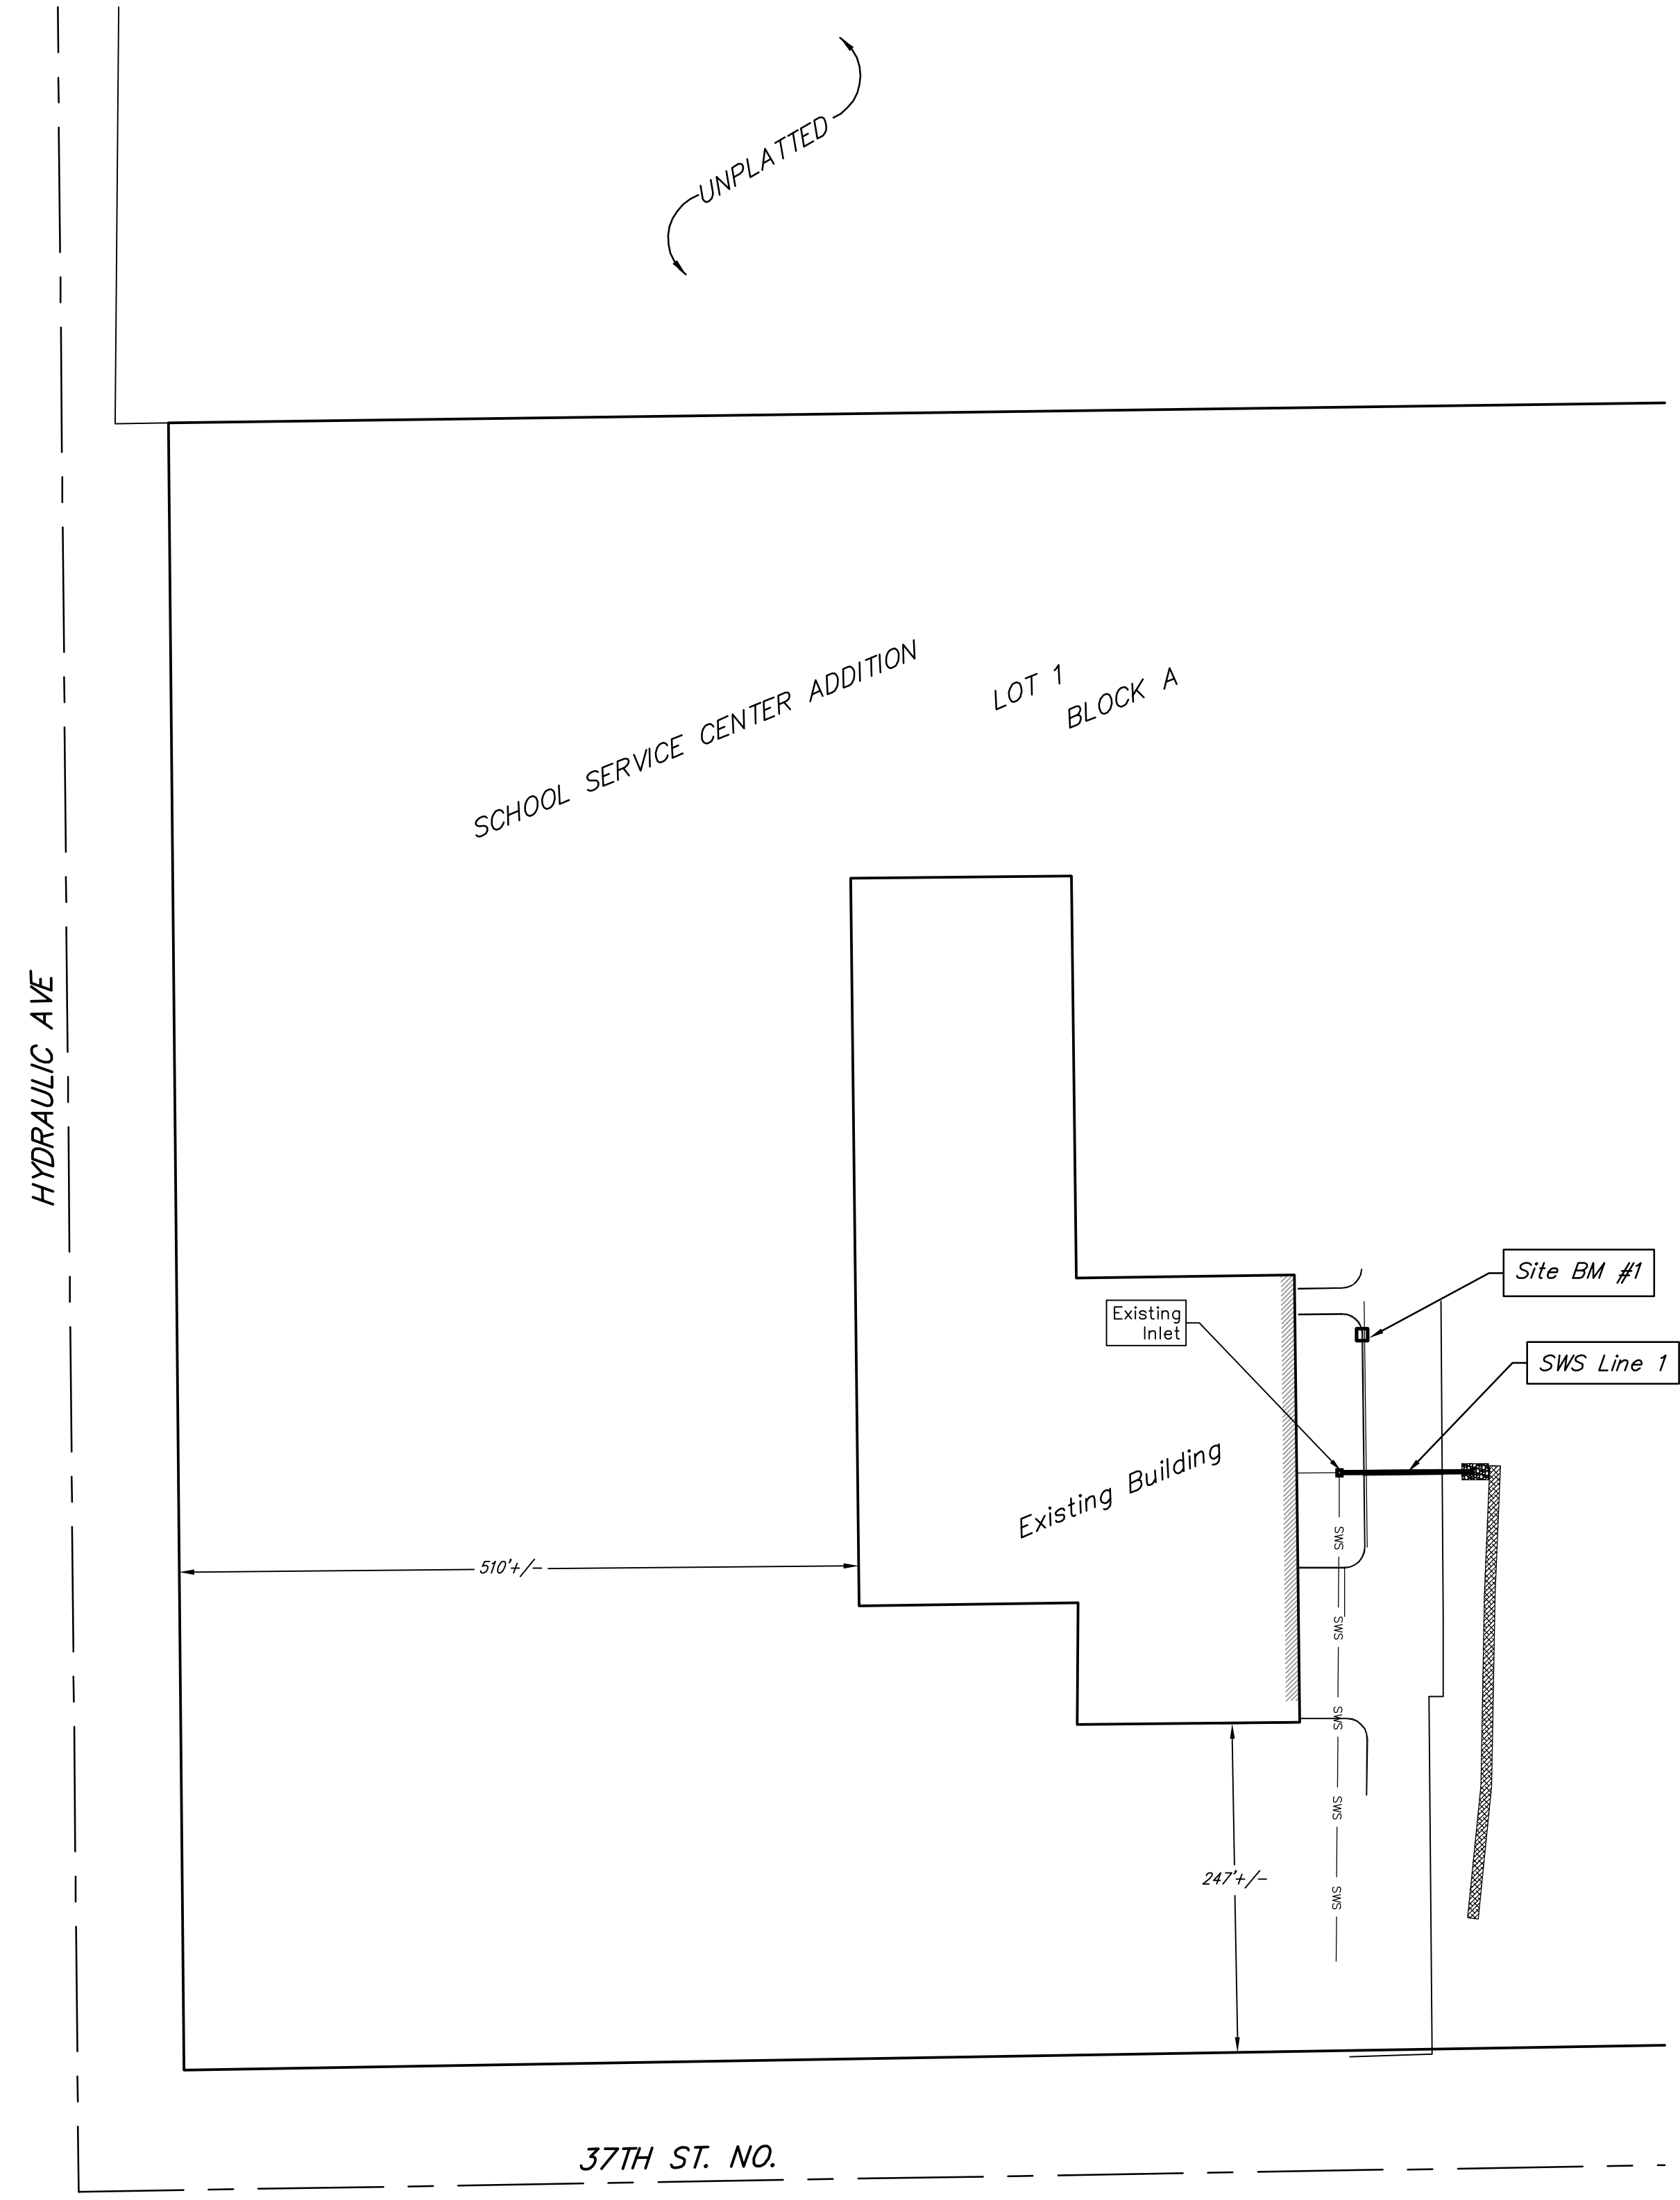 UNPLATTED
SCHOOL SERVICE CENTER ADDITION
LOT 1
BLOCK A
HYDRAULIC AVE
Site BM #1
Existing
Inlet
SWS Line 1
Existing Building
SWS
510'+/-
SWS
SWS
SWS
247'+/-
SWS
37TH ST. NO.